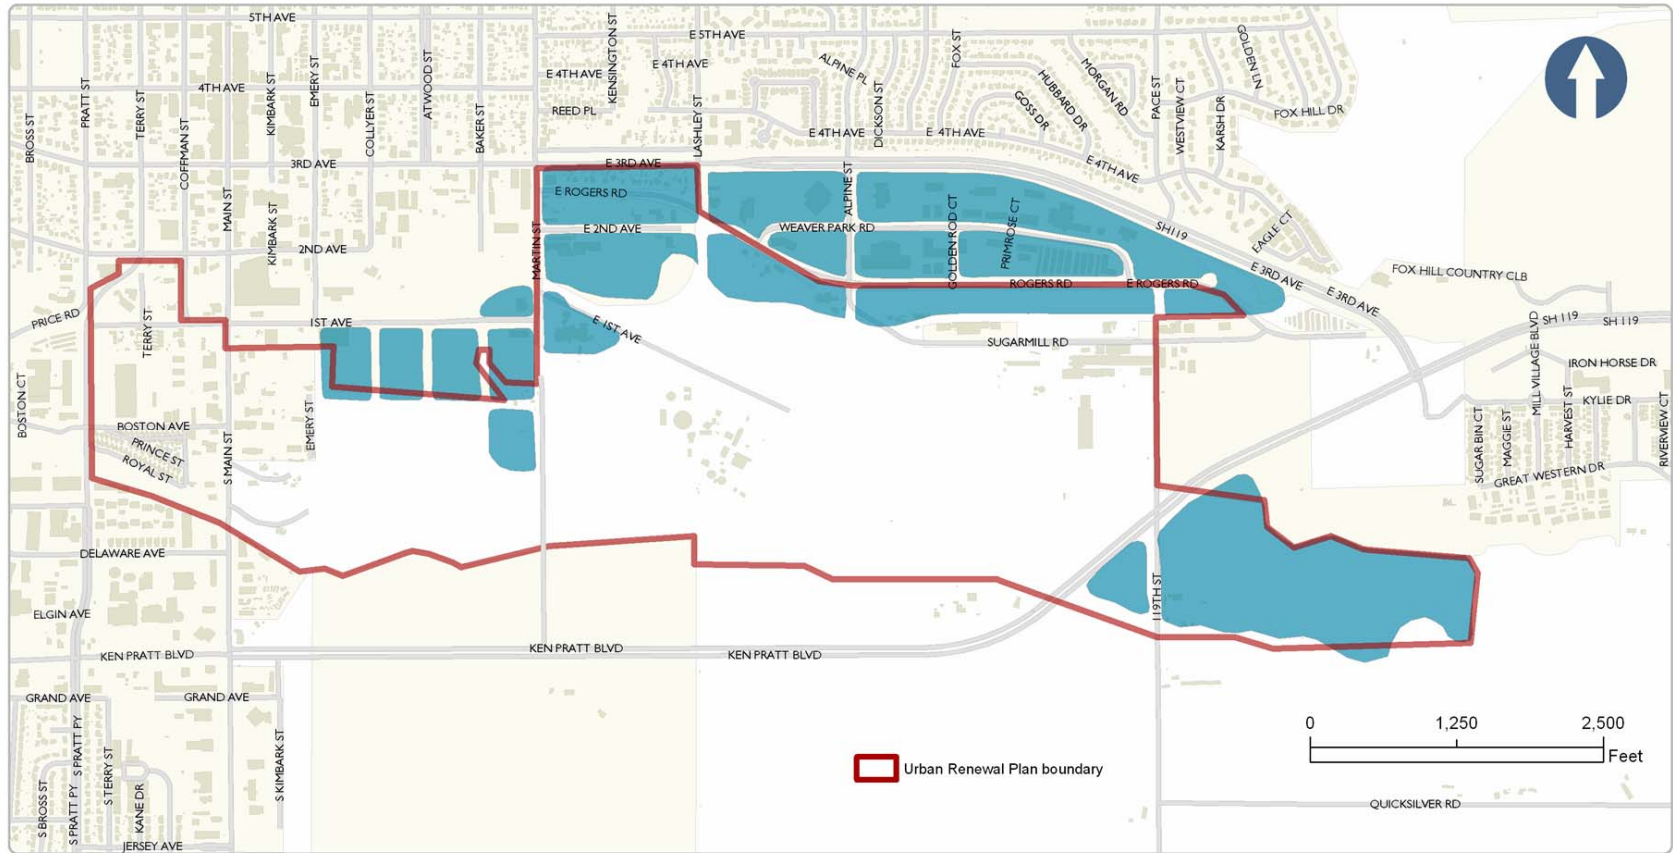 5TH AVE
E 5TH AVE
KENSINGTON ST
FOX ST
GOLDEN LN
E 4TH AVE
E 4TH AVE
ALPINE PL
MORGAN RD
HUBBARD DR
PACE ST
WESTVIEW CT
4TH AVE
PRATT ST
TERRY ST
COFFMAN ST
KIMBARK ST
EMERY ST
COLLYER ST
ATWOOD ST
BAKER ST
BROSS ST
REED PL
LASHLEY ST
DICKSON ST
GOSS DR
KARSH DR
FOX HILL DR
E 4TH AVE
E 4TH AVE
E 4TH AVE
3RD AVE
E 3RD AVE
E ROGERS RD
ALPINE ST
MAIN ST
KIMBARK ST
2ND AVE
MARTIN ST
E 2ND AVE
WEAVER PARK RD
GOLDEN ROD CT
PRIMROSE CT
SH119
EAGLE CT
E 3RD AVE
E 3RD AVE
FOX HILL COUNTRY CLB
ROGERS RD
E ROGERS RD
PRICE RD
TERRY ST
1ST AVE
E 1ST AVE
SUGARMILL RD
SH 119
SH 119
MILL VILLAGE BLVD
IRON HORSE DR
BOSTON CT
KYLIE DR
BOSTON AVE
EMERY ST
S MAIN ST
PRINCE ST
ROYAL ST
SUGAR BIN CT
MAGGIE ST
HARVEST ST
RIVERVIEW CT
GREAT WESTERN DR
DELAWARE AVE
119TH ST
ELGIN AVE
KEN PRATT BLVD
KEN PRATT BLVD
KEN PRATT BLVD
GRAND AVE
GRAND AVE
S PRATT PY
S PRATT PY
S TERRY ST
S KIMBARK ST
S BROSS ST
KANE DR
JERSEY AVE
0 1,250 2,500
Feet
Urban Renewal Plan boundary
QUICKSILVER RD